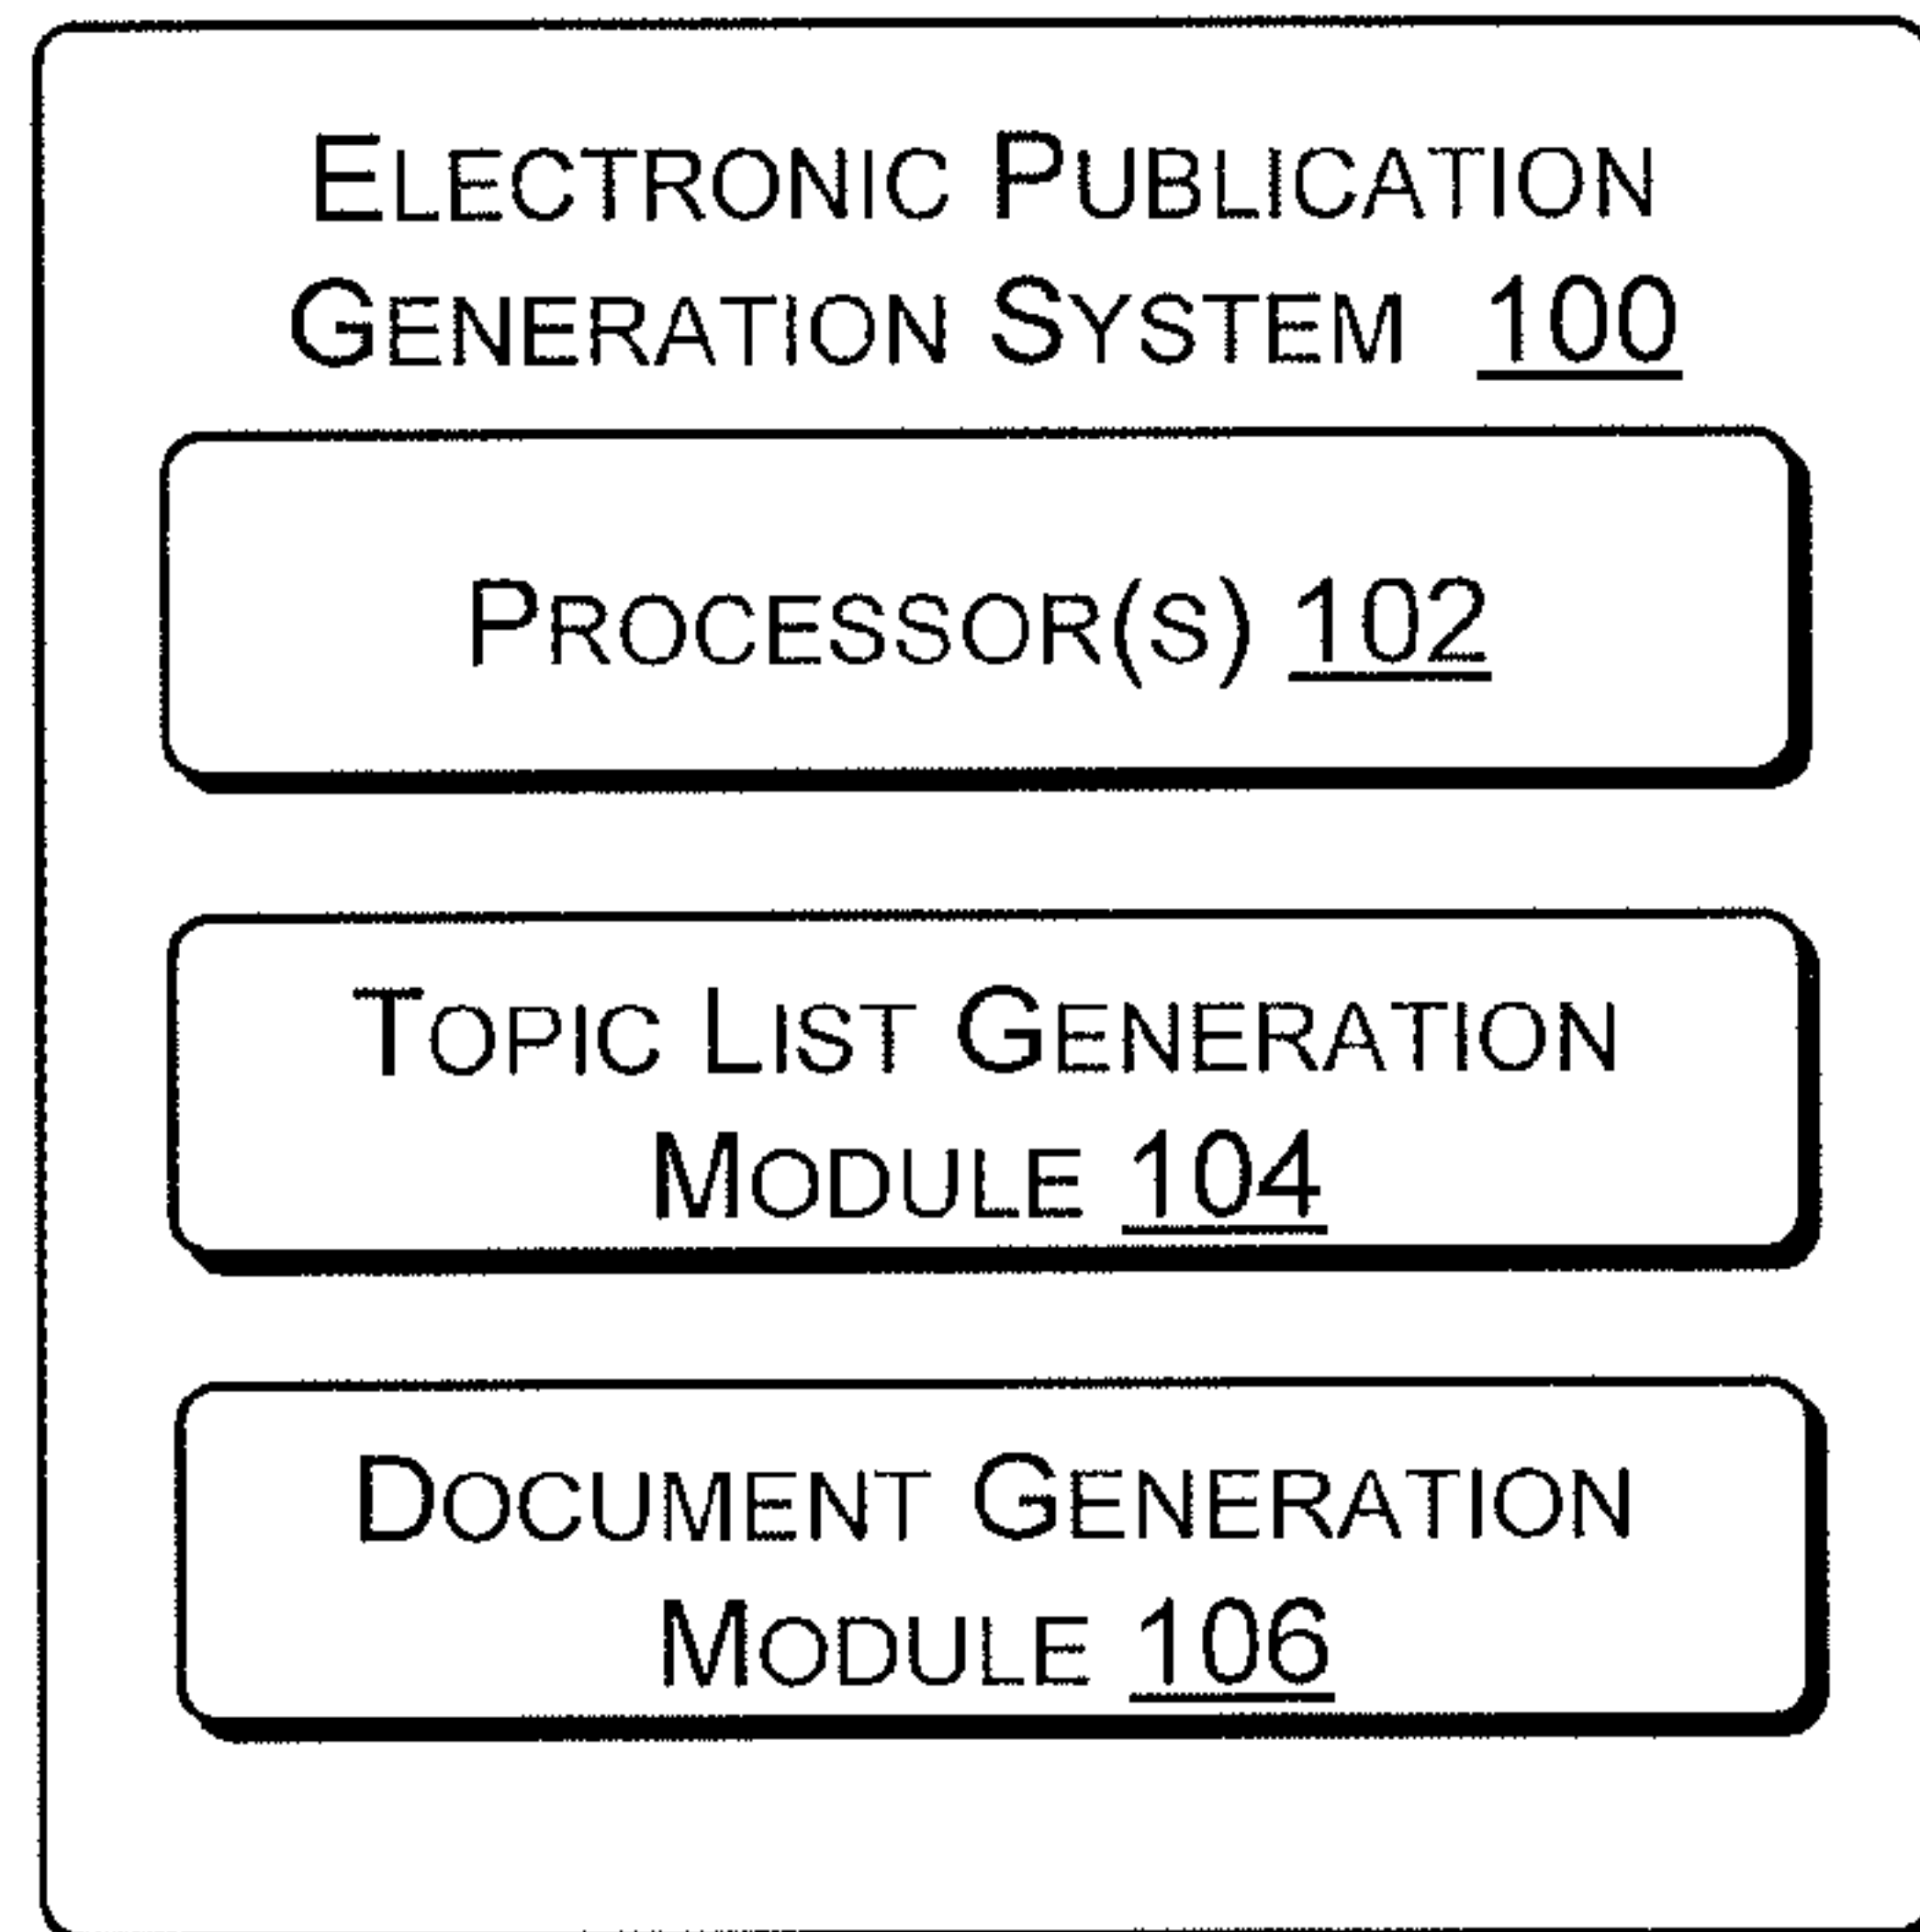 ELECTRONIC PUBLICATION
GENERATION SYSTEM 100
PROCESSOR(S) 102
TOPIC LIST GENERATION
MODULE 104
DOCUMENT GENERATION
MODULE 106